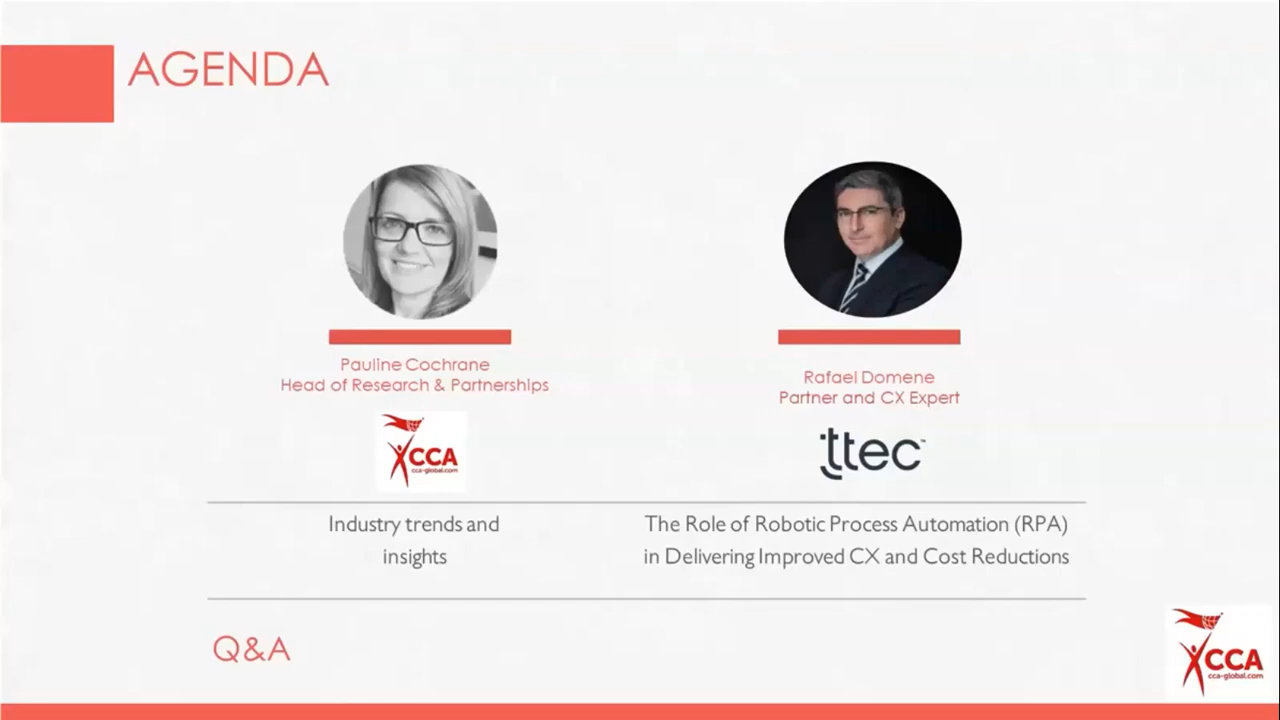 AGENDA
Pauline Cochrane
Head of Research & Partnerships
CCA
cca-global.com
Rafael Domene
Partner and CX Expert
ttec™
Industry trends and
insights
The Role of Robotic Process Automation (RPA)
in Delivering Improved CX and Cost Reductions
Q&A
CCA
cca-global.com